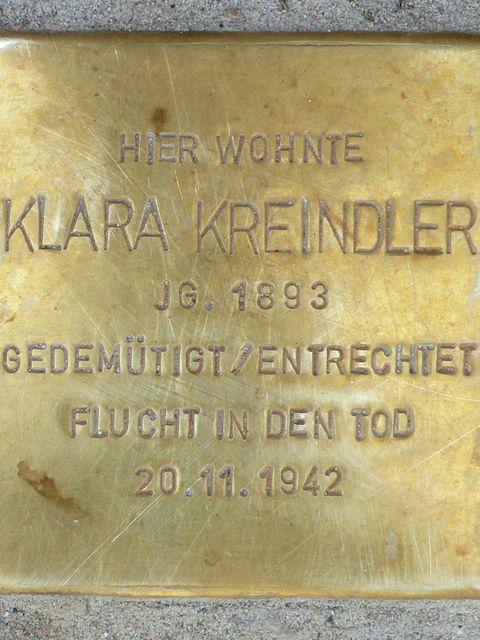 HIER WOHNTE
KLARA KREINDLER
JG. 1893
GEDEMÜTIGT/ENTRECHTET
FLUCHT IN DEN TOD
20.11.1942